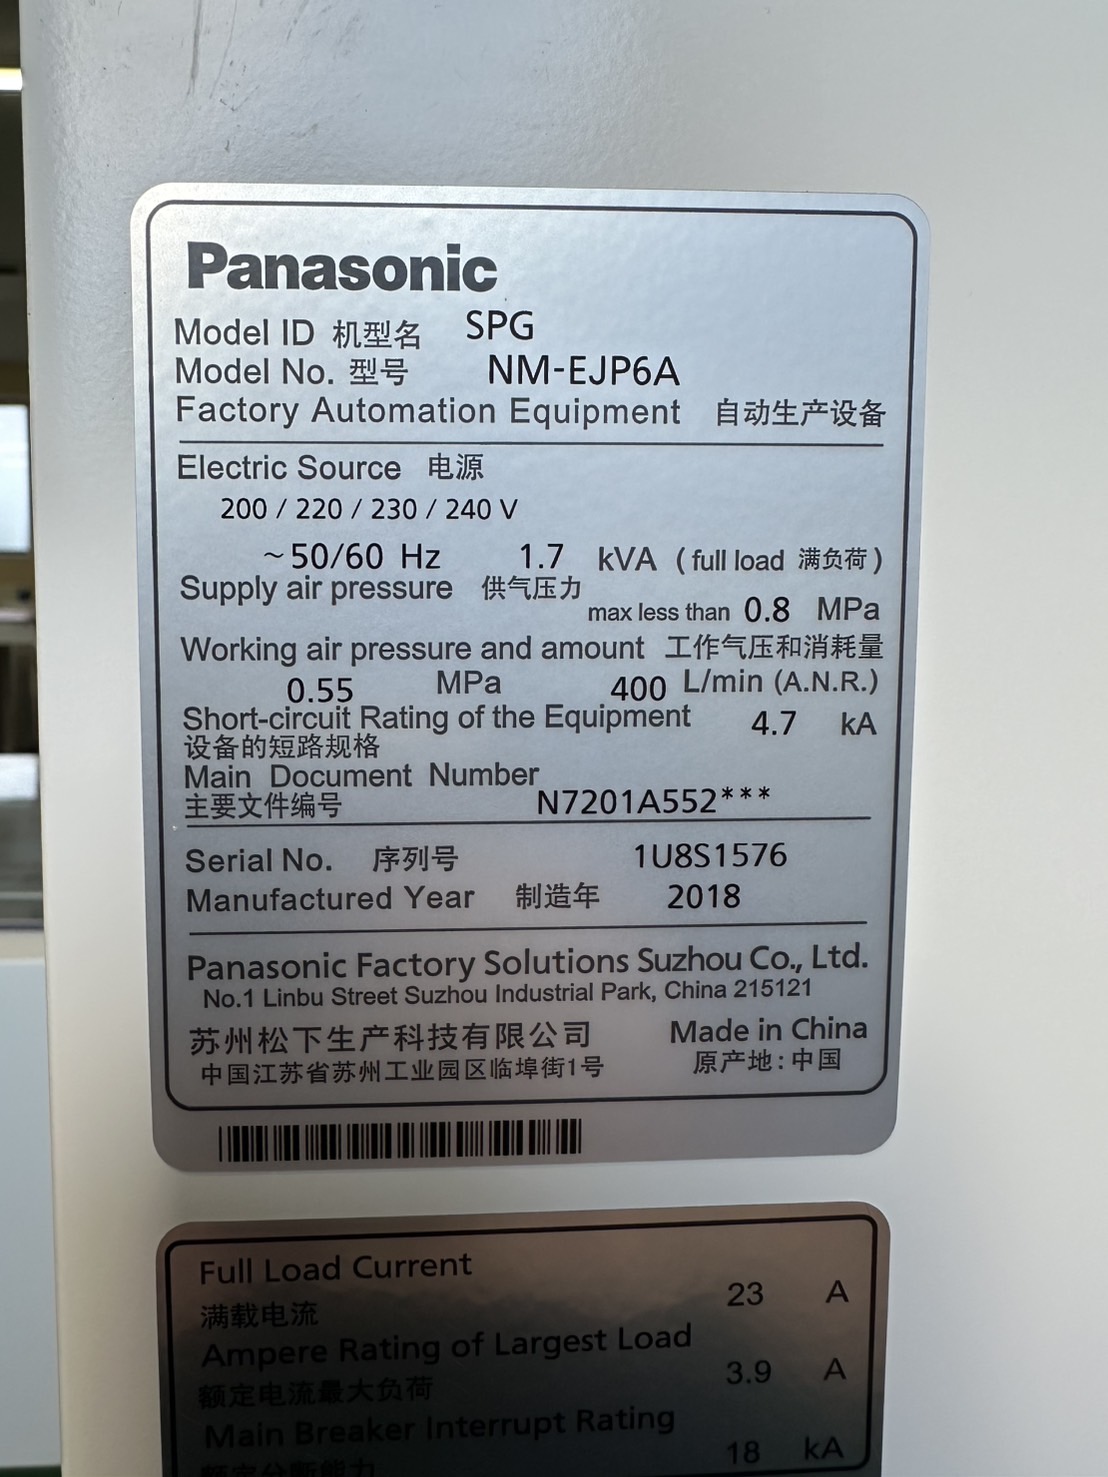 Panasonic
Model ID 机型名 SPG
Model No. 型号 NM-EJP6A
Factory Automation Equipment 自动生产设备
Electric Source 电源
200 / 220 / 230 / 240 V
~50/60 Hz 1.7 kVA (full load 满负荷)
Supply air pressure 供气压力
max less than 0.8 MPa
Working air pressure and amount 工作气压和消耗量
0.55 MPa 400 L/min (A.N.R.)
Short-circuit Rating of the Equipment 4.7 kA
设备的短路规格
Main Document Number
主要文件编号 N7201A552***
Serial No. 序列号 1U8S1576
Manufactured Year 制造年 2018
Panasonic Factory Solutions Suzhou Co., Ltd.
No.1 Linbu Street Suzhou Industrial Park, China 215121
苏州松下生产科技有限公司 Made in China
中国江苏省苏州工业园区临埠街1号 原产地:中国
Full Load Current
满载电流 23 A
Ampere Rating of Largest Load
额定电流最大负荷 3.9 A
Main Breaker Interrupt Rating
额定分断能力 18 kA